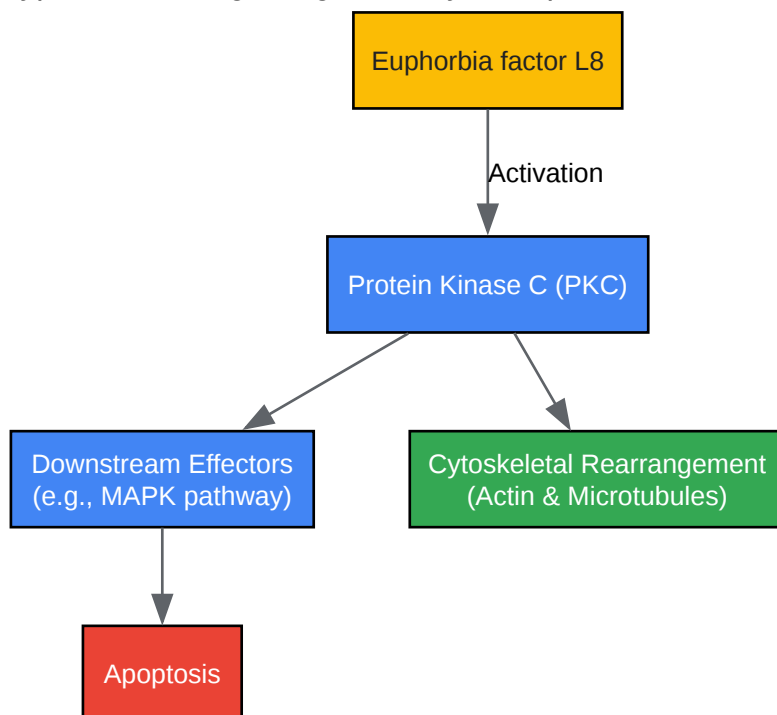 Euphorbia factor L8
Activation
Protein Kinase C (PKC)
Downstream Effectors
(e.g., MAPK pathway)
Cytoskeletal Rearrangement
(Actin & Microtubules)
Apoptosis